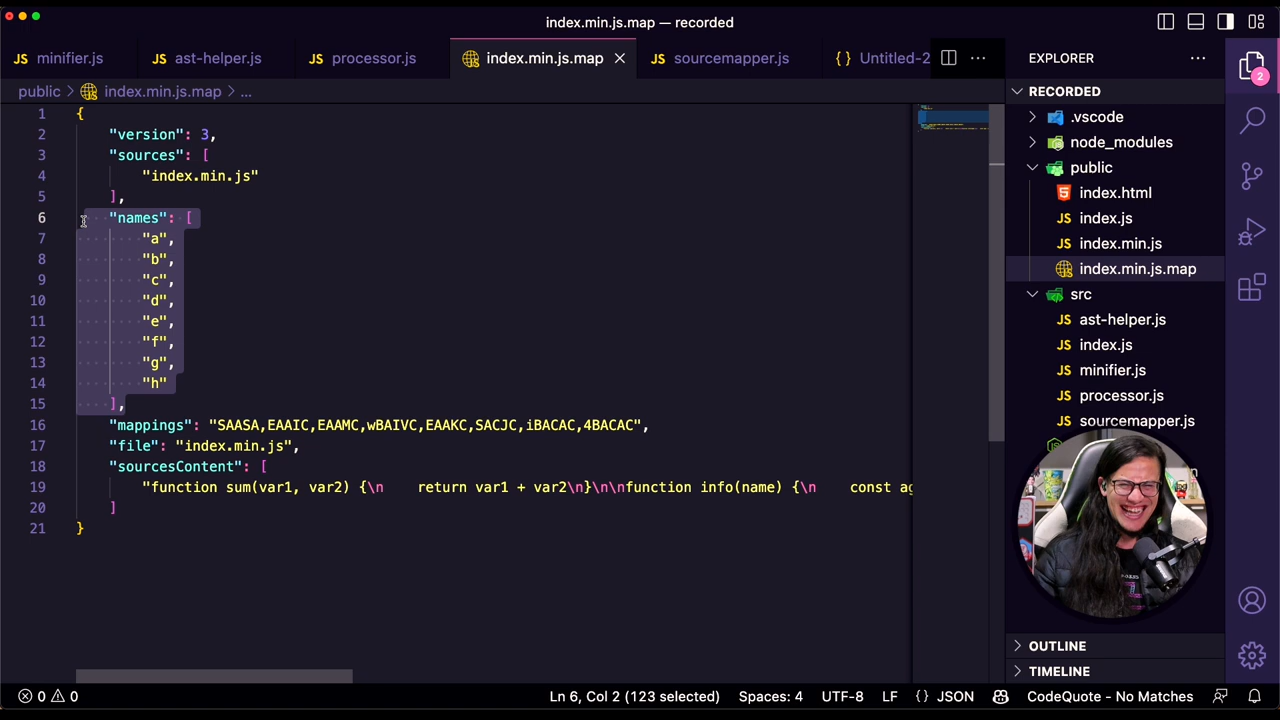 index.min.js.map — recorded
JS minifier.js
JS ast-helper.js
JS processor.js
index.min.js.map
JS sourcemapper.js
{} Untitled-2
public > index.min.js.map > ...
1 {
2 "version": 3,
3 "sources": [
4 "index.min.js"
5 ],
6 "names": [
7 "a",
8 "b",
9 "c",
10 "d",
11 "e",
12 "f",
13 "g",
14 "h"
15 ],
16 "mappings": "SAASA,EAAIC,EAAMC,wBAIVC,EAAKC,SACJC,iBACAC,4BACAC",
17 "file": "index.min.js",
18 "sourcesContent": [
19 "function sum(var1, var2) {\n    return var1 + var2\n}\n\nfunction info(name) {\n    const ag
20 ]
21 }
EXPLORER
RECORDED
.vscode
node_modules
public
index.html
JS index.js
JS index.min.js
index.min.js.map
src
JS ast-helper.js
JS index.js
JS minifier.js
JS processor.js
JS sourcemapper.js
OUTLINE
TIMELINE
2
0 0
Ln 6, Col 2 (123 selected)
Spaces: 4
UTF-8
LF
{} JSON
CodeQuote - No Matches